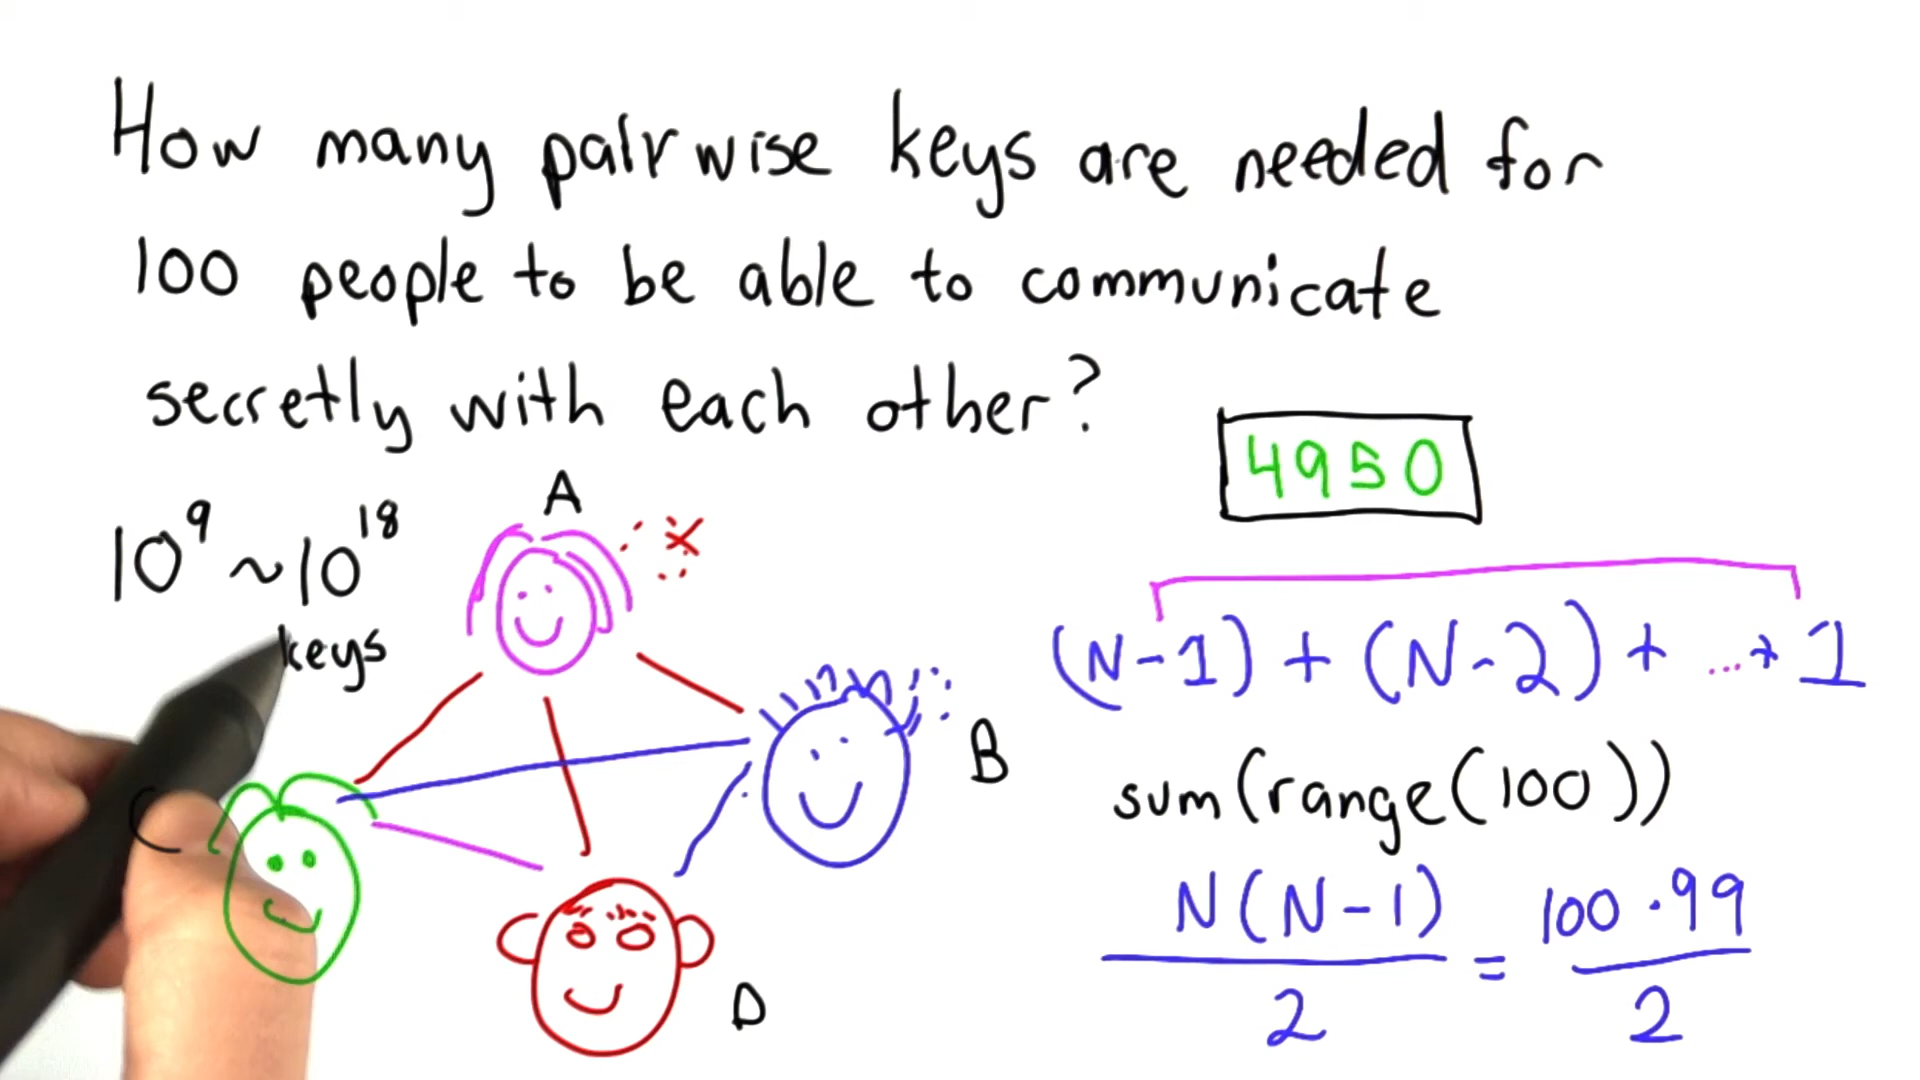 How many pairwise keys are needed for
100 people to be able to communicate
secretly with each other?
4950
10^9 ~ 10^18
keys
A
B
C
D
(N-1) + (N-2) + ... + 1
sum(range(100))
N(N-1)/2 = 100·99/2